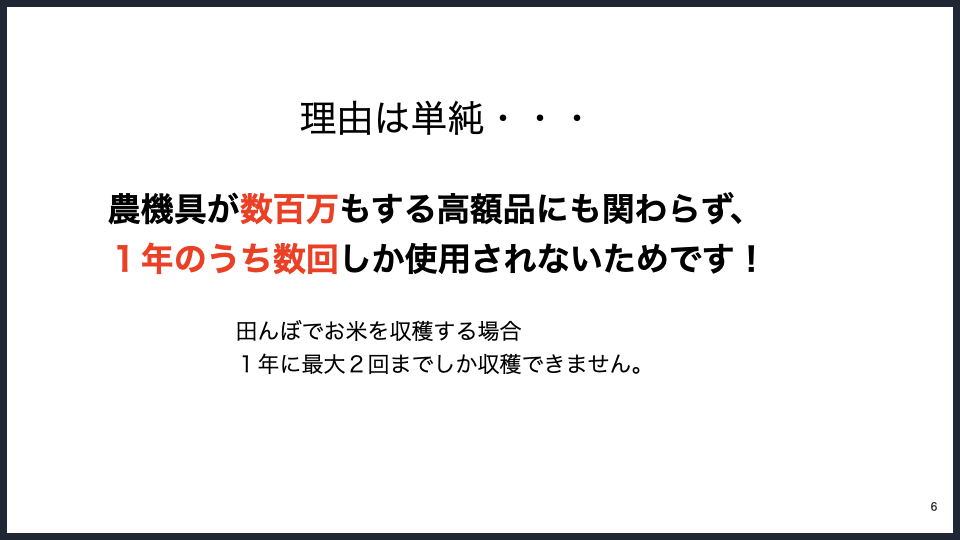 理由は単純・・・
農機具が数百万もする高額品にも関わらず、
１年のうち数回しか使用されないためです！
田んぼでお米を収穫する場合
１年に最大２回までしか収穫できません。
6